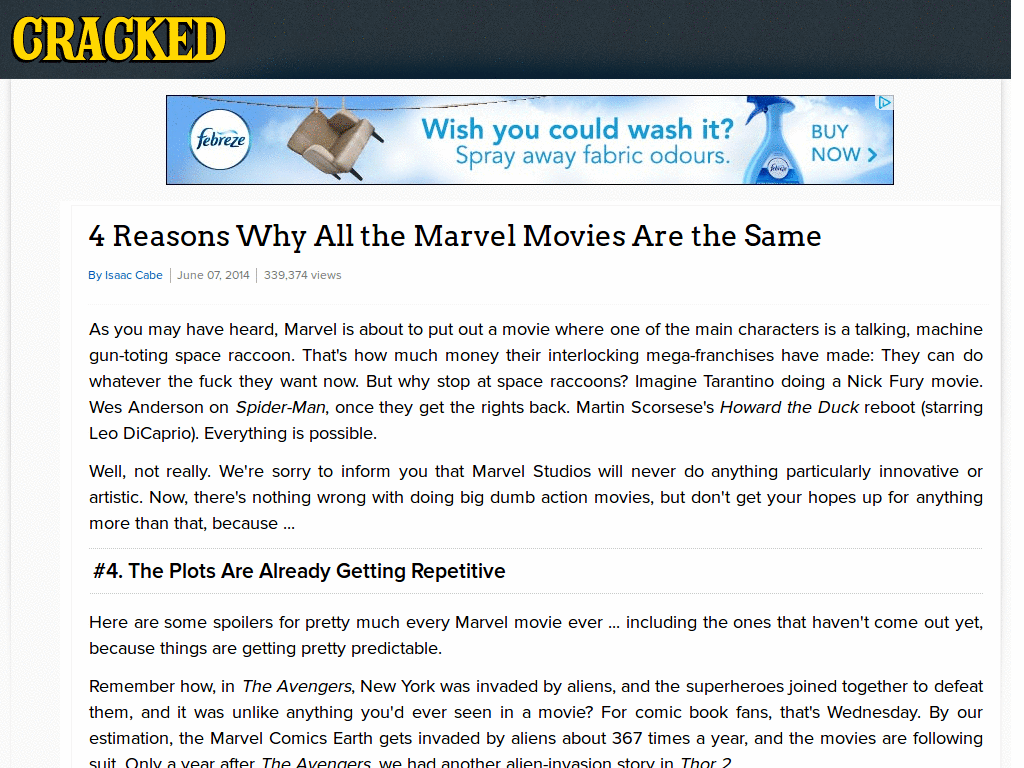 CRACKED
febreze
Wish you could wash it?
Spray away fabric odours.
febreze
BUY
NOW >
4 Reasons Why All the Marvel Movies Are the Same
By Isaac Cabe | June 07, 2014 | 339,374 views
As you may have heard, Marvel is about to put out a movie where one of the main characters is a talking, machine
gun-toting space raccoon. That's how much money their interlocking mega-franchises have made: They can do
whatever the fuck they want now. But why stop at space raccoons? Imagine Tarantino doing a Nick Fury movie.
Wes Anderson on Spider-Man, once they get the rights back. Martin Scorsese's Howard the Duck reboot (starring
Leo DiCaprio). Everything is possible.
Well, not really. We're sorry to inform you that Marvel Studios will never do anything particularly innovative or
artistic. Now, there's nothing wrong with doing big dumb action movies, but don't get your hopes up for anything
more than that, because ...
#4. The Plots Are Already Getting Repetitive
Here are some spoilers for pretty much every Marvel movie ever ... including the ones that haven't come out yet,
because things are getting pretty predictable.
Remember how, in The Avengers, New York was invaded by aliens, and the superheroes joined together to defeat
them, and it was unlike anything you'd ever seen in a movie? For comic book fans, that's Wednesday. By our
estimation, the Marvel Comics Earth gets invaded by aliens about 367 times a year, and the movies are following
suit. Only a year after The Avengers, we had another alien-invasion story in Thor 2.